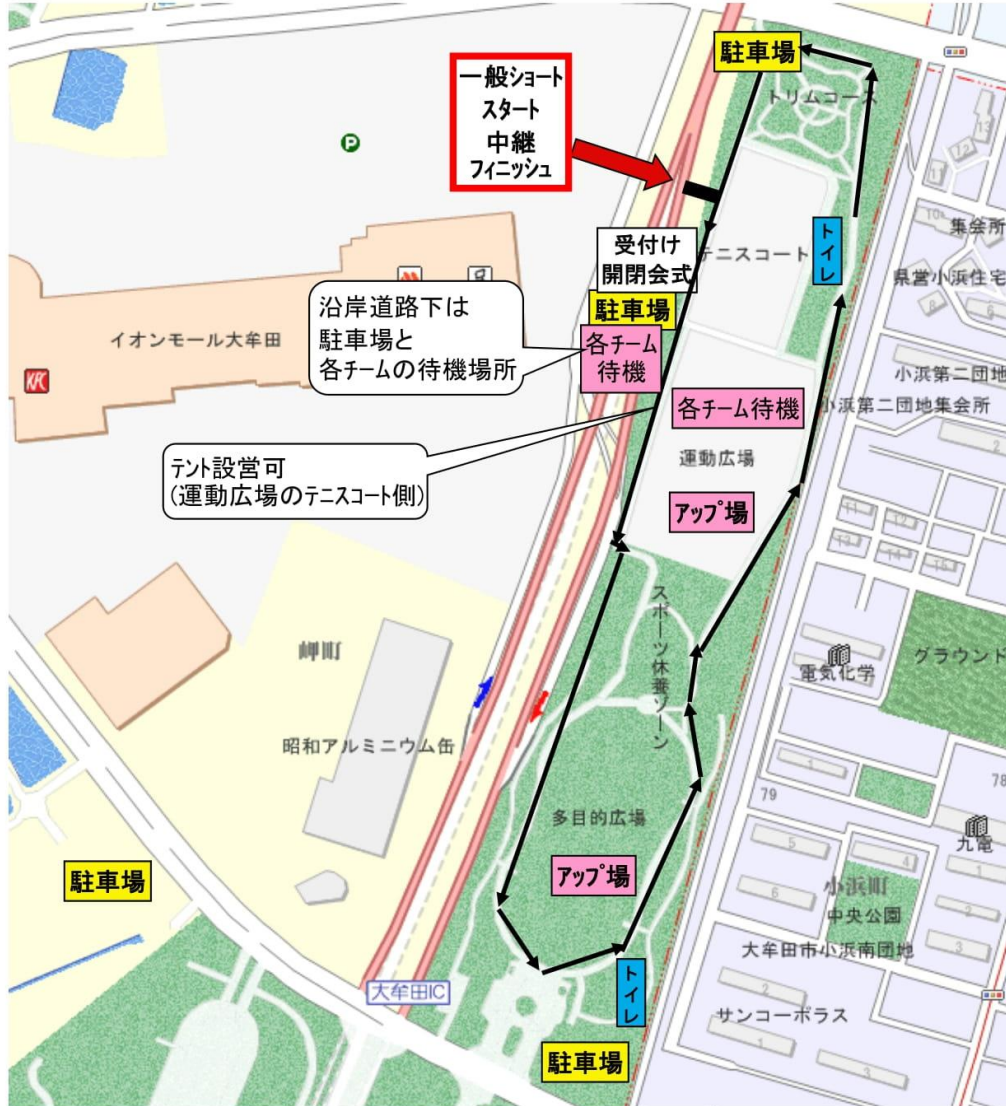 駐車場
一般ショート
スタート
中継
フィニッシュ
トリムコース
P
受付け
開閉会式
テニスコート
トイレ
集会所
県営小浜住宅
駐車場
沿岸道路下は
駐車場と
各チームの待機場所
各チーム
待機
イオンモール大牟田
KFC
各チーム待機
小浜第二団地
小浜第二団地集会所
運動広場
テント設営可
(運動広場のテニスコート側)
アップ場
スポーツ休養ゾーン
岬町
電気化学
グラウンド
昭和アルミニウム缶
多目的広場
79
78
九電
アップ場
小浜町
中央公園
駐車場
大牟田市小浜南団地
大牟田IC
トイレ
サンコーポラス
駐車場